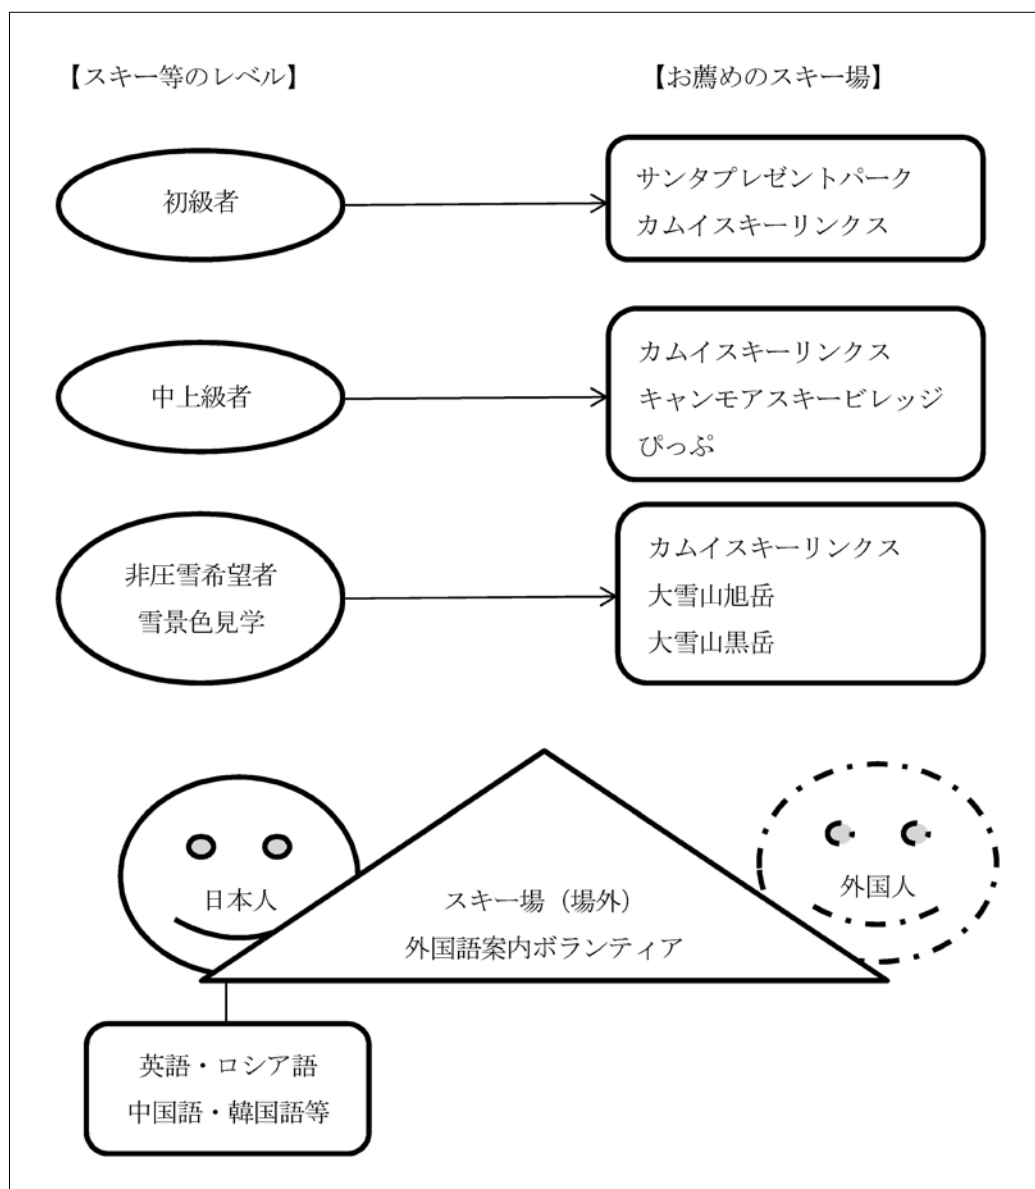 【スキー等のレベル】
【お薦めのスキー場】
初級者
サンタプレゼントパーク
カムイスキーリンクス
中上級者
カムイスキーリンクス
キャンモアスキービレッジ
ぴっぷ
非圧雪希望者
雪景色見学
カムイスキーリンクス
大雪山旭岳
大雪山黒岳
日本人
スキー場（場外）
外国語案内ボランティア
外国人
英語・ロシア語
中国語・韓国語等